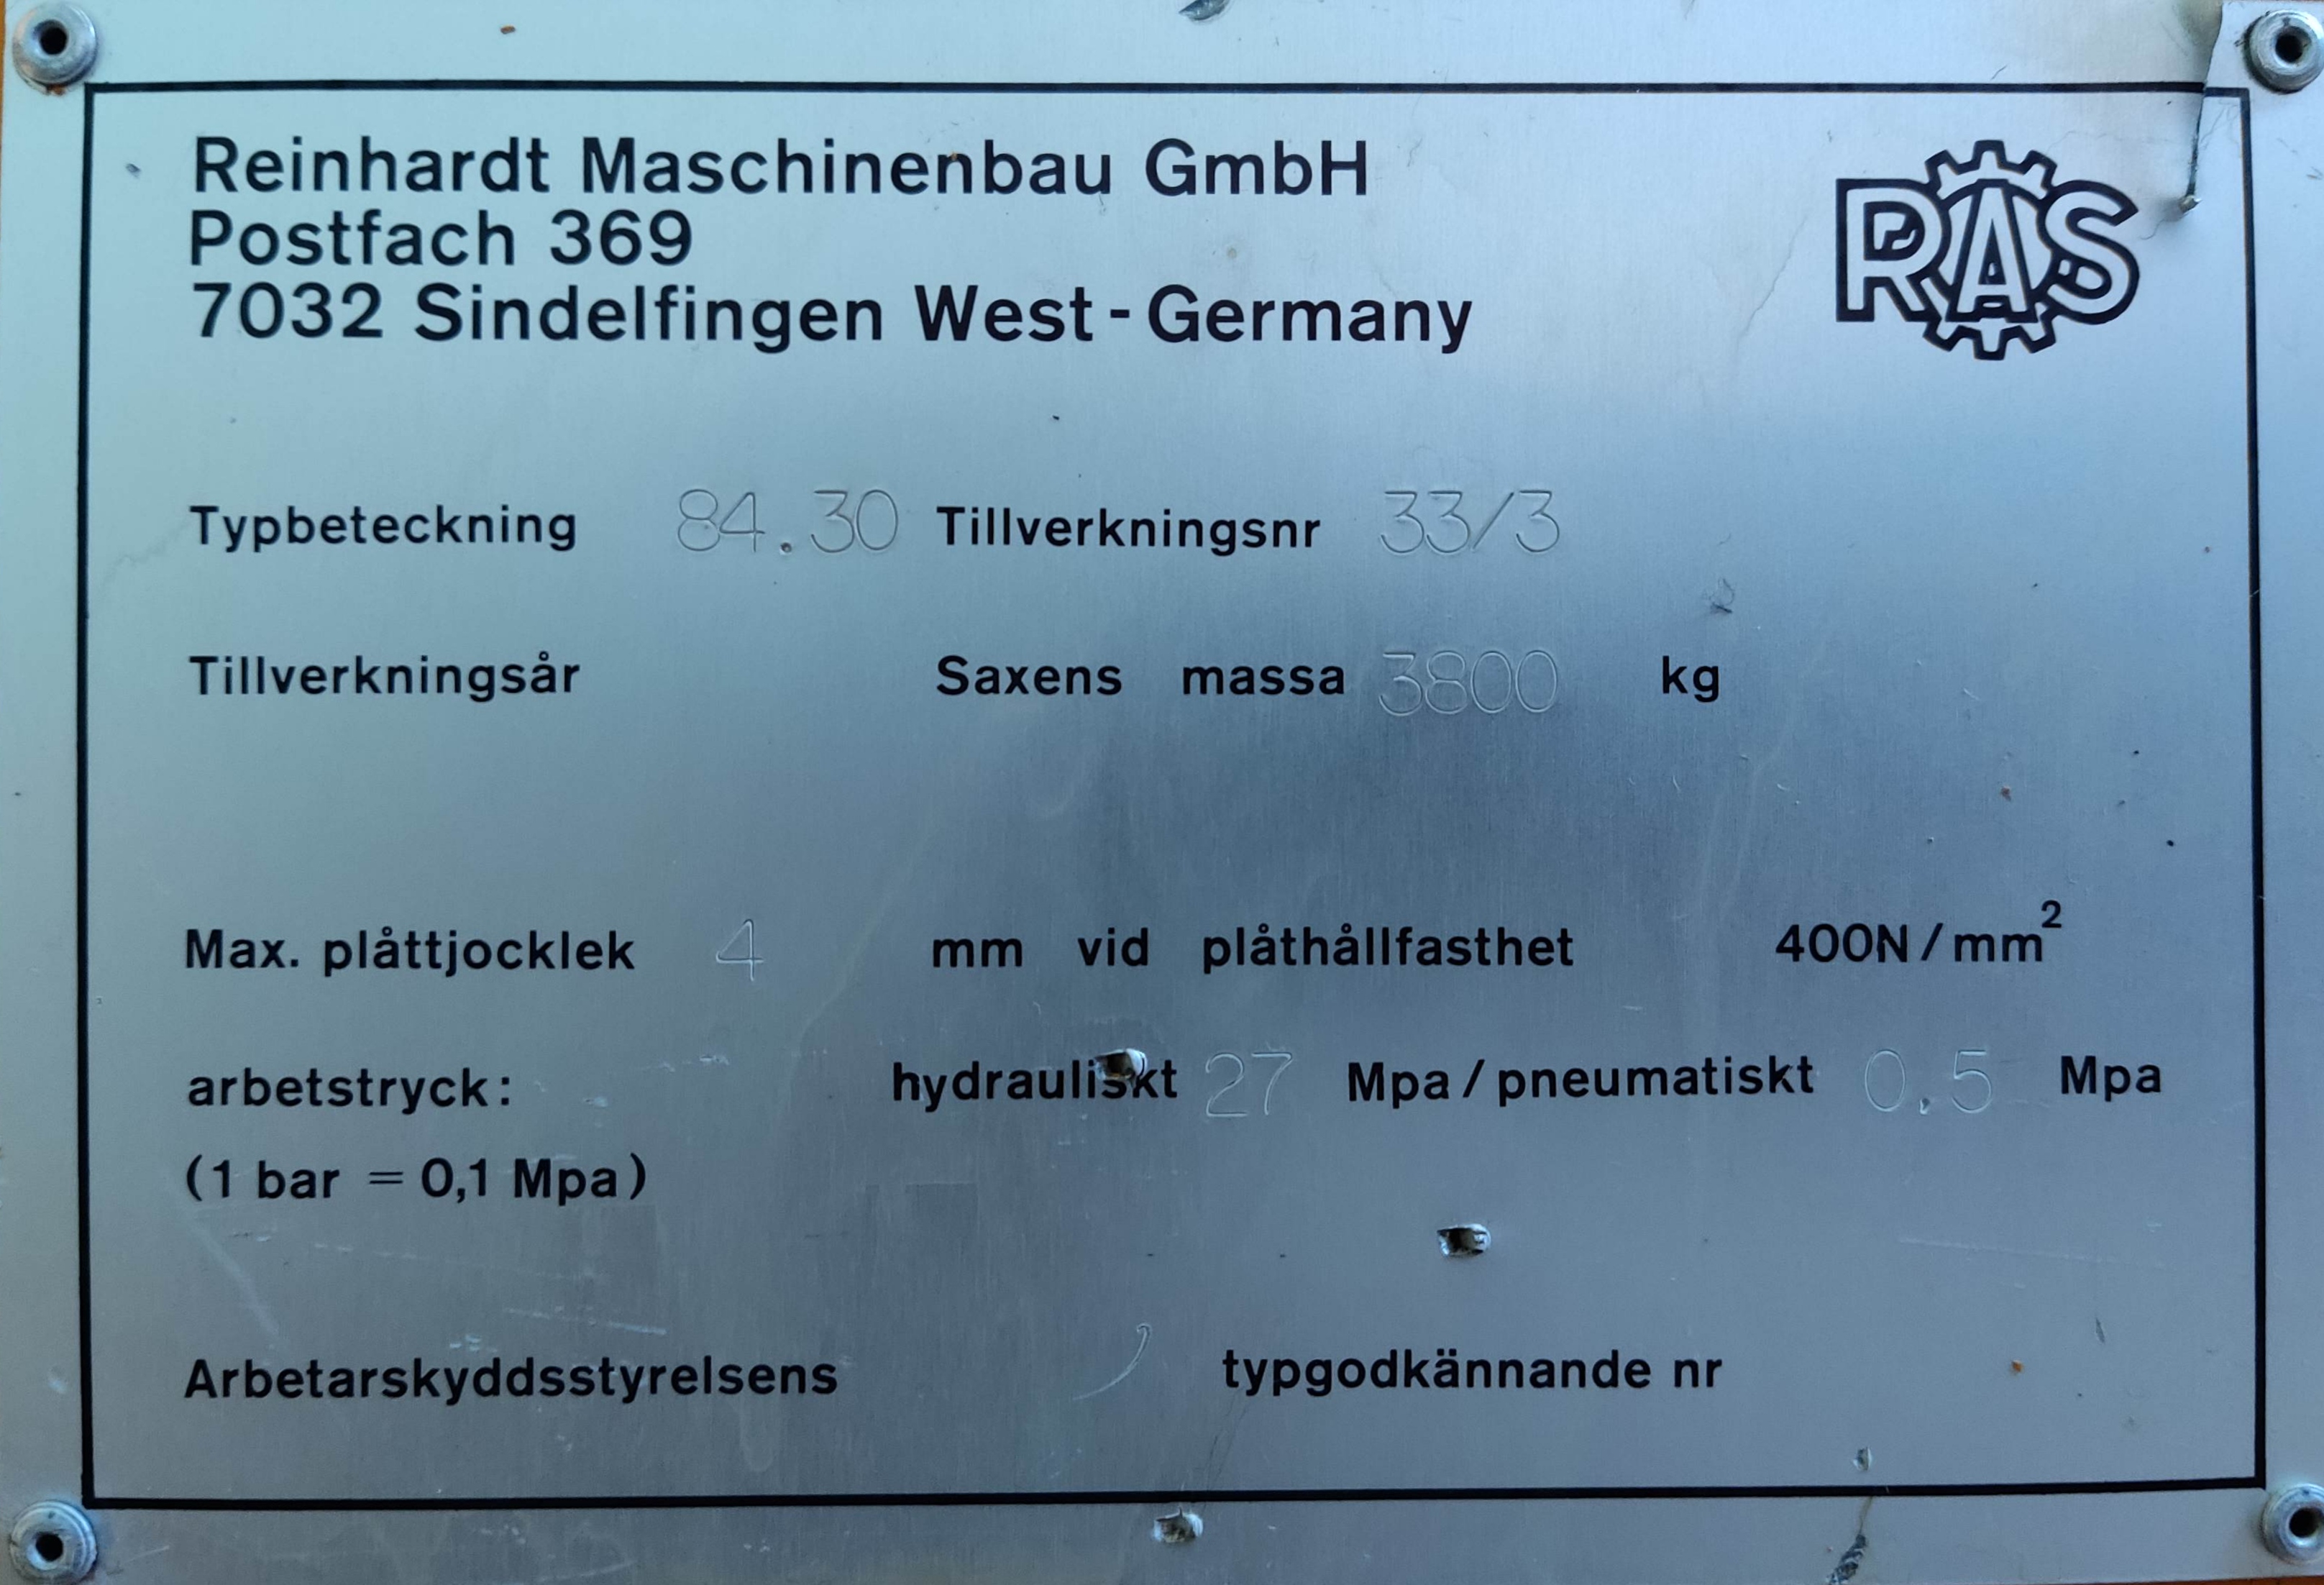 Reinhardt Maschinenbau GmbH
Postfach 369
7032 Sindelfingen West-Germany
RAS
Typbeteckning 84.30 Tillverkningsnr 33/3
Tillverkningsår Saxens massa 3800 kg
Max. plåttjocklek 4 mm vid plåthållfasthet 400N/mm²
arbetstryck: hydrauliskt 27 Mpa/pneumatiskt 0.5 Mpa
(1 bar = 0,1 Mpa)
Arbetarskyddsstyrelsens typgodkännande nr